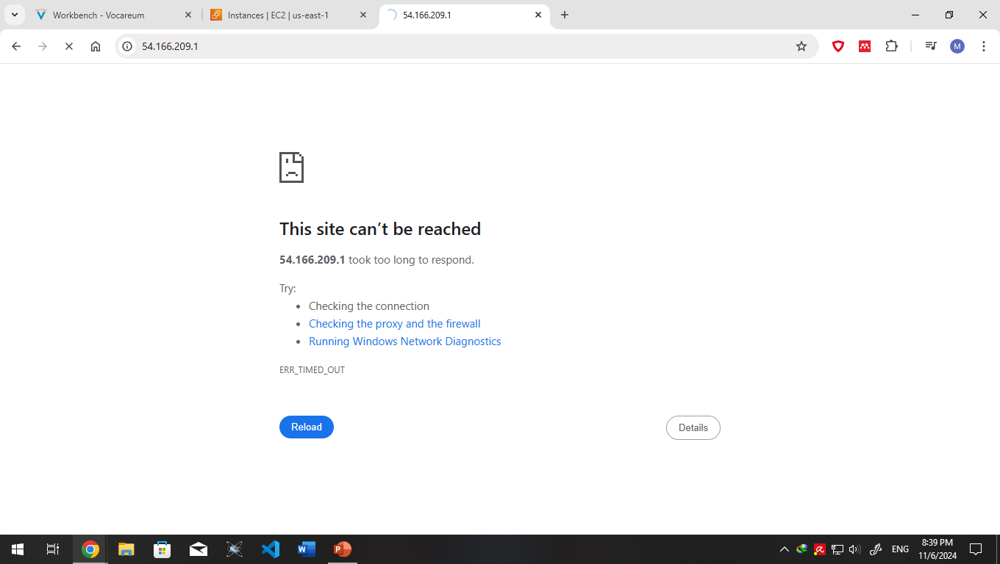 Workbench - Vocareum
Instances | EC2 | us-east-1
54.166.209.1
54.166.209.1
M
This site can’t be reached
54.166.209.1 took too long to respond.
Try:
Checking the connection
Checking the proxy and the firewall
Running Windows Network Diagnostics
ERR_TIMED_OUT
Reload
Details
ENG
8:39 PM
11/6/2024